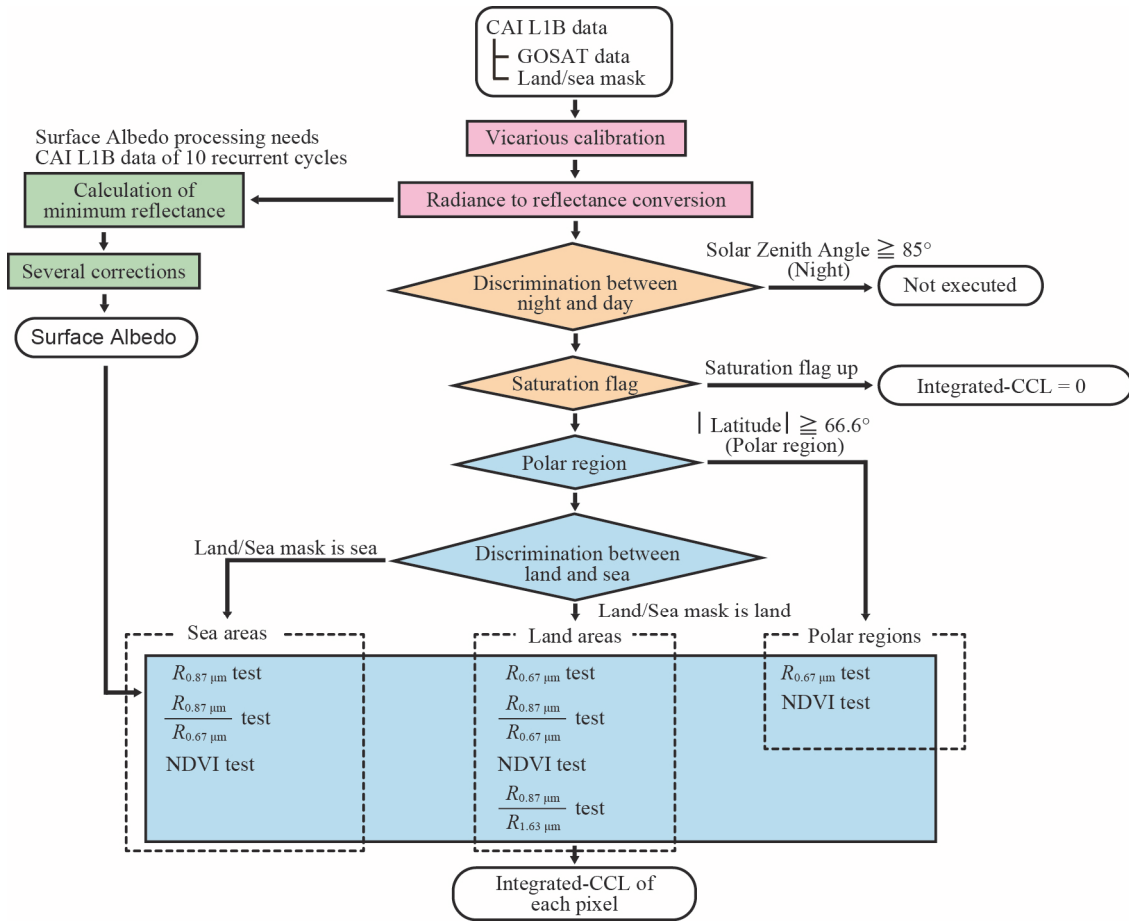 CAI L1B data
GOSAT data
Land/sea mask
Vicarious calibration
Surface Albedo processing needs
CAI L1B data of 10 recurrent cycles
Calculation of
minimum reflectance
Radiance to reflectance conversion
Several corrections
Surface Albedo
Discrimination between
night and day
Solar Zenith Angle ≧ 85°
(Night)
Not executed
Saturation flag
Saturation flag up
Integrated-CCL = 0
Polar region
| Latitude | ≧ 66.6°
(Polar region)
Discrimination between
land and sea
Land/Sea mask is sea
Land/Sea mask is land
Sea areas
R0.87 μm test
R0.87 μm
R0.67 μm
test
NDVI test
Land areas
R0.67 μm test
R0.87 μm
R0.67 μm
test
NDVI test
R0.87 μm
R1.63 μm
test
Polar regions
R0.67 μm test
NDVI test
Integrated-CCL of
each pixel